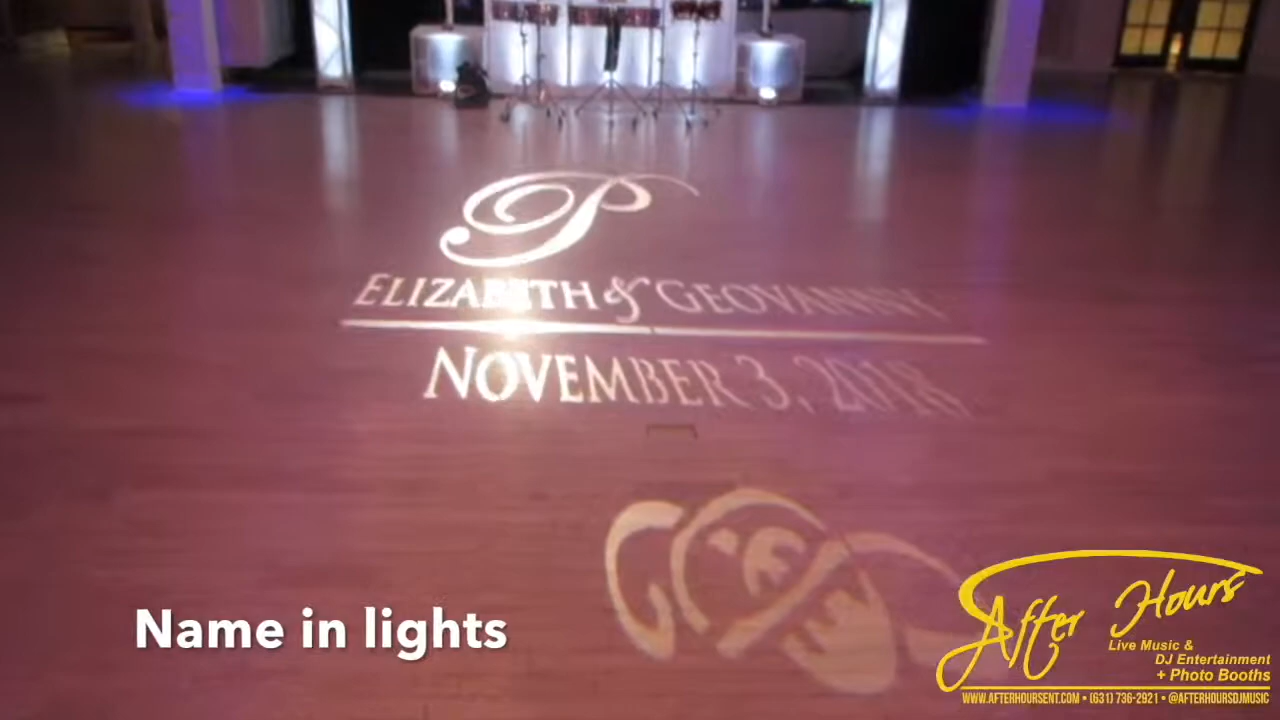 P
ELIZABETH & GEOVANNY
NOVEMBER 3, 2018
Name in lights
After Hours
Live Music &
DJ Entertainment
+ Photo Booths
WWW.AFTERHOURSENT.COM • (631) 736-2921 • @AFTERHOURSDJMUSIC